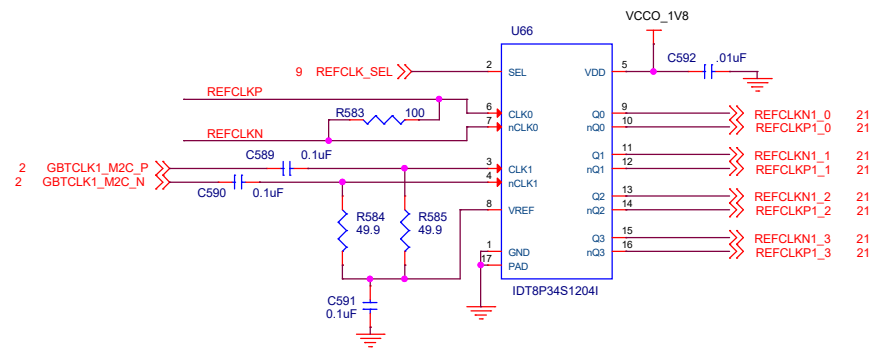 VCCO_1V8
U66
C592 .01uF
9 REFCLK_SEL 2 SEL VDD 5
REFCLKP
R583 100
6 CLK0 Q0 9 REFCLKN1_0 21
7 nCLK0 nQ0 10 REFCLKP1_0 21
REFCLKN
C589 0.1uF
Q1 11 REFCLKN1_1 21
2 GBTCLK1_M2C_P 3 CLK1 nQ1 12 REFCLKP1_1 21
2 GBTCLK1_M2C_N 4 nCLK1
C590 0.1uF
Q2 13 REFCLKN1_2 21
8 VREF nQ2 14 REFCLKP1_2 21
R584 R585
49.9 49.9
Q3 15 REFCLKN1_3 21
1 GND nQ3 16 REFCLKP1_3 21
17 PAD
IDT8P34S1204I
C591
0.1uF